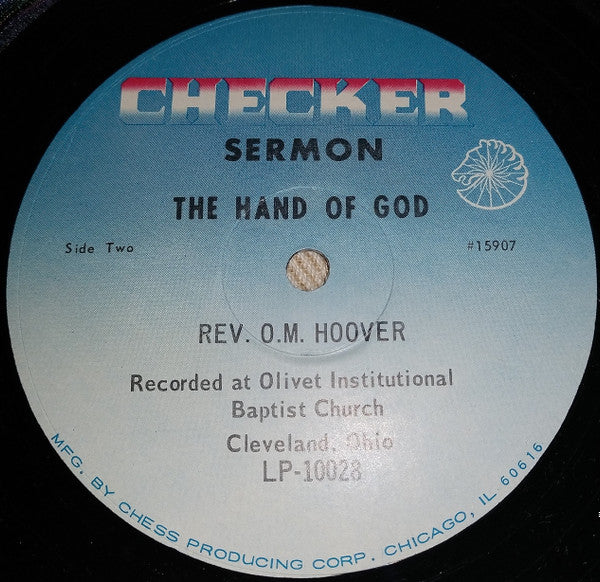 CHECKER
SERMON
THE HAND OF GOD
Side Two #15907
REV. O.M. HOOVER
Recorded at Olivet Institutional
Baptist Church
Cleveland, Ohio
LP-10028
MFG. BY CHESS PRODUCING CORP. CHICAGO, IL 60616